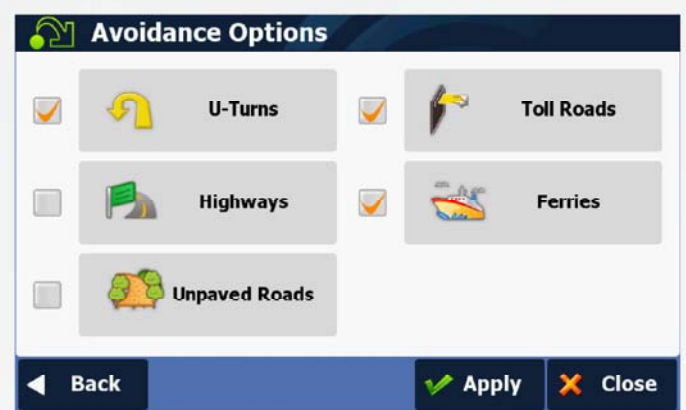 Avoidance Options
U-Turns
Toll Roads
Highways
Ferries
Unpaved Roads
Back
Apply
Close